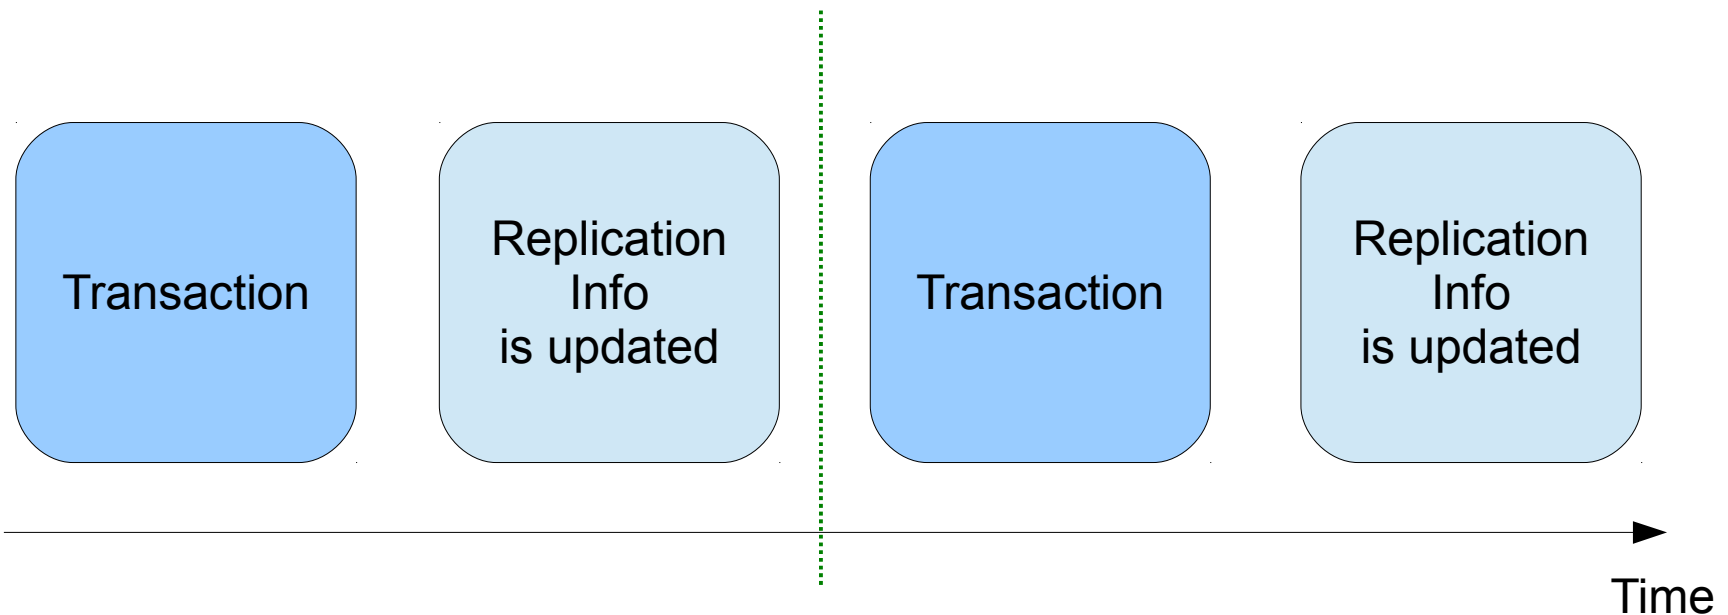 Transaction
Replication
Info
is updated
Transaction
Replication
Info
is updated
Time